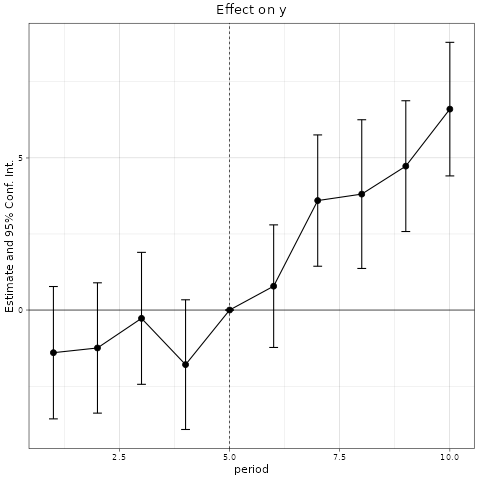 Effect on y
Estimate and 95% Conf. Int.
5
0
2.5
5.0
7.5
10.0
period